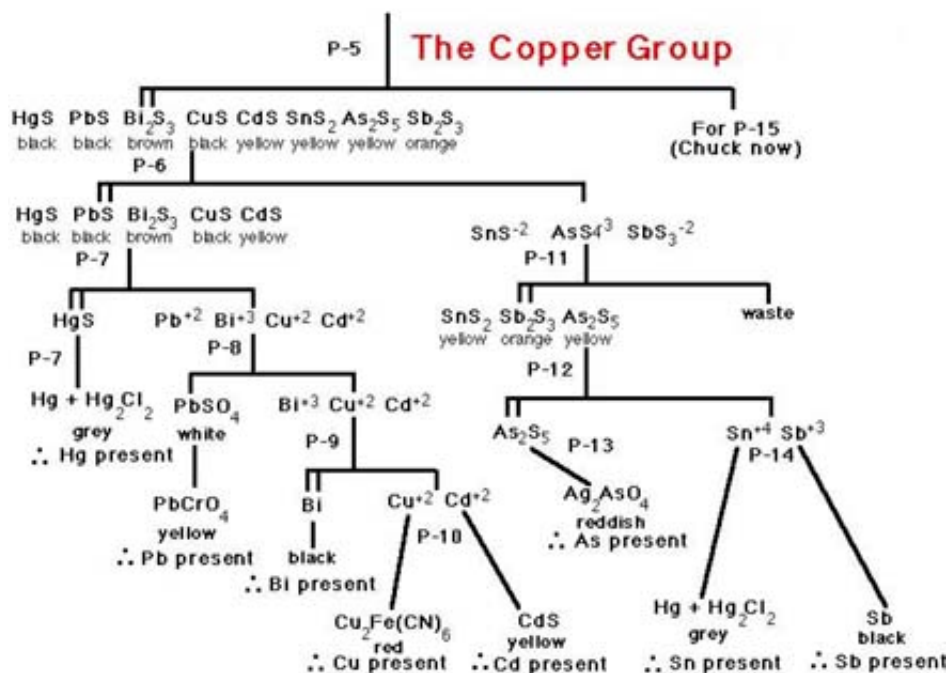 P-5 The Copper Group
HgS PbS Bi2S3 CuS CdS SnS2 As2S5 Sb2S3
black black brown black yellow yellow yellow orange
For P-15
(Chuck now)
P-6
HgS PbS Bi2S3 CuS CdS
black black brown black yellow
SnS-2 AsS4-3 SbS3-2
P-7
P-11
HgS
Pb+2 Bi+3 Cu+2 Cd+2
SnS2 Sb2S3 As2S5
yellow orange yellow
waste
P-7
P-8
P-12
Hg + Hg2Cl2
grey
∴ Hg present
PbSO4
white
Bi+3 Cu+2 Cd+2
P-9
As2S5
P-13
Sn+4 Sb+3
P-14
PbCrO4
yellow
∴ Pb present
Bi
black
∴ Bi present
Cu+2 Cd+2
P-10
Ag2AsO4
reddish
∴ As present
Cu2Fe(CN)6
red
∴ Cu present
CdS
yellow
∴ Cd present
Hg + Hg2Cl2
grey
∴ Sn present
Sb
black
∴ Sb present